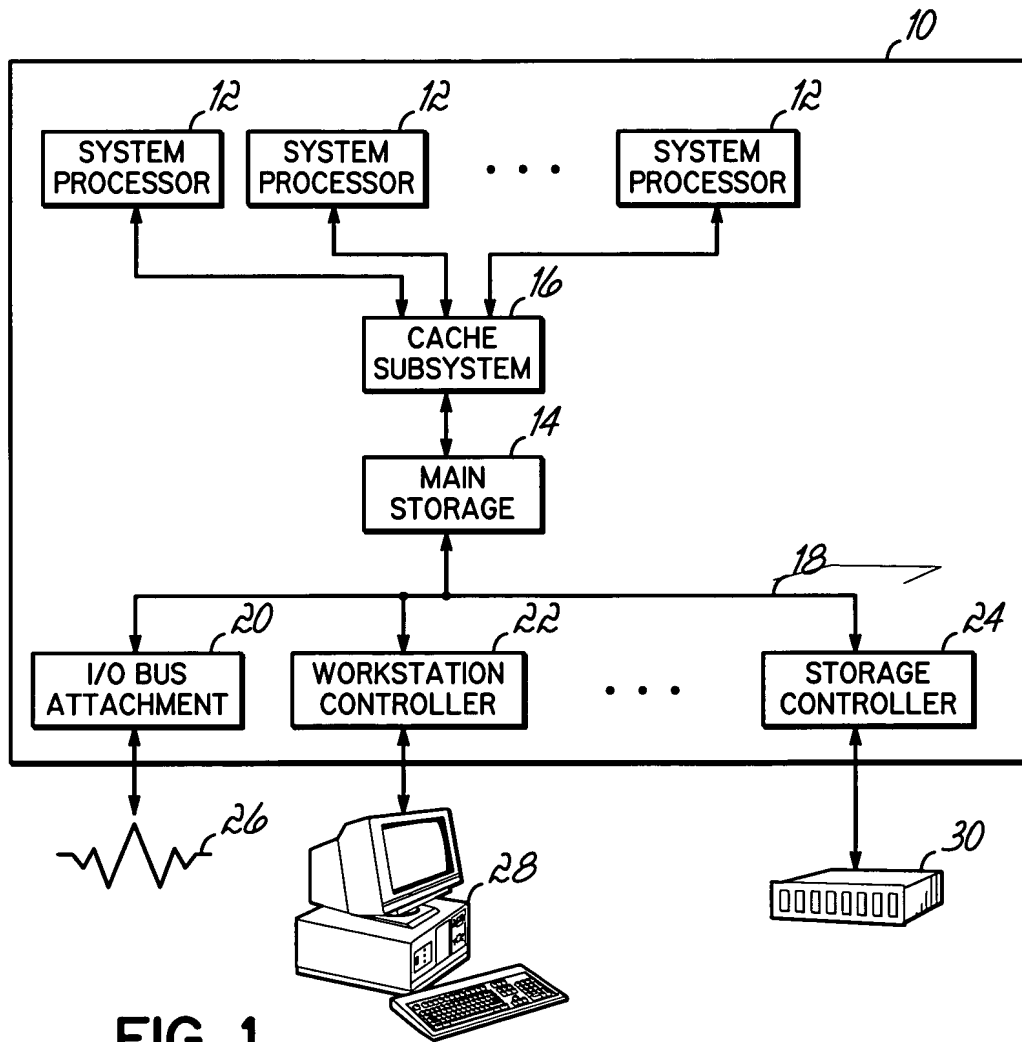 10
12 12 12
SYSTEM PROCESSOR
SYSTEM PROCESSOR
• • •
SYSTEM PROCESSOR
16
CACHE
SUBSYSTEM
14
MAIN
STORAGE
18
20 22 24
I/O BUS
ATTACHMENT
WORKSTATION
CONTROLLER
• • •
STORAGE
CONTROLLER
26
28
30
FIG. 1